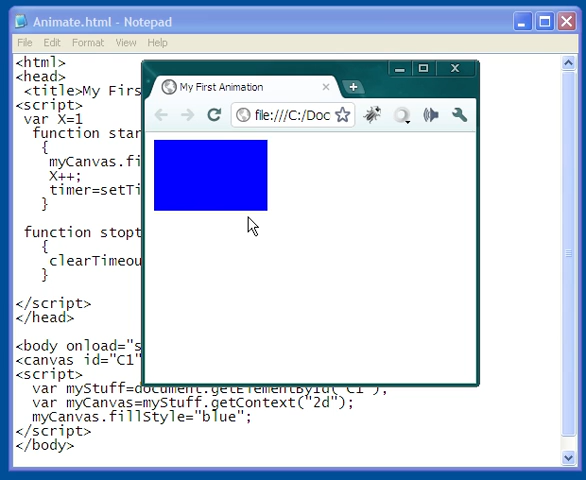 Animate.html - Notepad
File Edit Format View Help
<html>
<head>
<title>My Firs
<script>
var X=1
function star
{
myCanvas.fi
X++;
timer=setTi
}
function stopt
{
clearTimeou
}
</script>
</head>
<body onload="s
<canvas id="C1"
<script>
var myStuff=document.getElementById("C1");
var myCanvas=myStuff.getContext("2d");
myCanvas.fillStyle="blue";
</script>
</body>
My First Animation
file:///C:/Doc